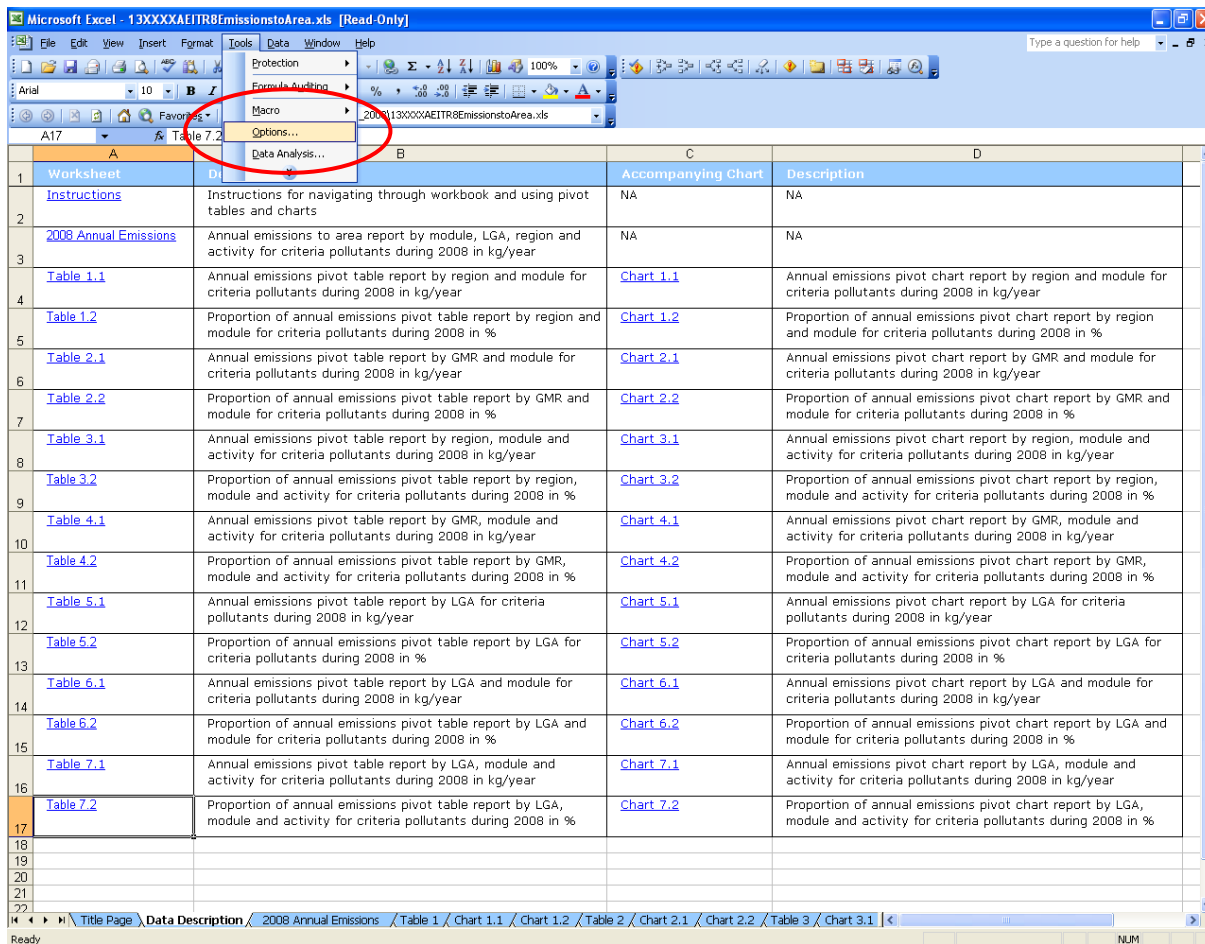 Microsoft Excel - 13XXXXAEITR8EmissionstoArea.xls [Read-Only]
File Edit View Insert Format Tools Data Window Help
Type a question for help
Protection
100%
Formula Auditing
Arial
10
B I
%
Macro
Favorites
_2008\13XXXXAEITR8EmissionstoArea.xls
Options...
A17
fx Table 7.2
Data Analysis...
A B C D
1 Worksheet De Accompanying Chart Description
2 Instructions Instructions for navigating through workbook and using pivot NA NA
tables and charts
3 2008 Annual Emissions Annual emissions to area report by module, LGA, region and NA NA
activity for criteria pollutants during 2008 in kg/year
4 Table 1.1 Annual emissions pivot table report by region and module for Chart 1.1 Annual emissions pivot chart report by region and module for
criteria pollutants during 2008 in kg/year criteria pollutants during 2008 in kg/year
5 Table 1.2 Proportion of annual emissions pivot table report by region and Chart 1.2 Proportion of annual emissions pivot chart report by region
module for criteria pollutants during 2008 in % and module for criteria pollutants during 2008 in %
6 Table 2.1 Annual emissions pivot table report by GMR and module for Chart 2.1 Annual emissions pivot chart report by GMR and module for
criteria pollutants during 2008 in kg/year criteria pollutants during 2008 in kg/year
7 Table 2.2 Proportion of annual emissions pivot table report by GMR and Chart 2.2 Proportion of annual emissions pivot chart report by GMR and
module for criteria pollutants during 2008 in % module for criteria pollutants during 2008 in %
8 Table 3.1 Annual emissions pivot table report by region, module and Chart 3.1 Annual emissions pivot chart report by region, module and
activity for criteria pollutants during 2008 in kg/year activity for criteria pollutants during 2008 in kg/year
9 Table 3.2 Proportion of annual emissions pivot table report by region, Chart 3.2 Proportion of annual emissions pivot chart report by region,
module and activity for criteria pollutants during 2008 in % module and activity for criteria pollutants during 2008 in %
10 Table 4.1 Annual emissions pivot table report by GMR, module and Chart 4.1 Annual emissions pivot chart report by GMR, module and
activity for criteria pollutants during 2008 in kg/year activity for criteria pollutants during 2008 in kg/year
11 Table 4.2 Proportion of annual emissions pivot table report by GMR, Chart 4.2 Proportion of annual emissions pivot chart report by GMR,
module and activity for criteria pollutants during 2008 in % module and activity for criteria pollutants during 2008 in %
12 Table 5.1 Annual emissions pivot table report by LGA for criteria Chart 5.1 Annual emissions pivot chart report by LGA for criteria
pollutants during 2008 in kg/year pollutants during 2008 in kg/year
13 Table 5.2 Proportion of annual emissions pivot table report by LGA for Chart 5.2 Proportion of annual emissions pivot chart report by LGA for
criteria pollutants during 2008 in % criteria pollutants during 2008 in %
14 Table 6.1 Annual emissions pivot table report by LGA and module for Chart 6.1 Annual emissions pivot chart report by LGA and module for
criteria pollutants during 2008 in kg/year criteria pollutants during 2008 in kg/year
15 Table 6.2 Proportion of annual emissions pivot table report by LGA and Chart 6.2 Proportion of annual emissions pivot chart report by LGA and
module for criteria pollutants during 2008 in % module for criteria pollutants during 2008 in %
16 Table 7.1 Annual emissions pivot table report by LGA, module and Chart 7.1 Annual emissions pivot chart report by LGA, module and
activity for criteria pollutants during 2008 in kg/year activity for criteria pollutants during 2008 in kg/year
17 Table 7.2 Proportion of annual emissions pivot table report by LGA, Chart 7.2 Proportion of annual emissions pivot chart report by LGA,
module and activity for criteria pollutants during 2008 in % module and activity for criteria pollutants during 2008 in %
18
19
20
21
22
Title Page Data Description 2008 Annual Emissions Table 1 Chart 1.1 Chart 1.2 Table 2 Chart 2.1 Chart 2.2 Table 3 Chart 3.1
Ready NUM